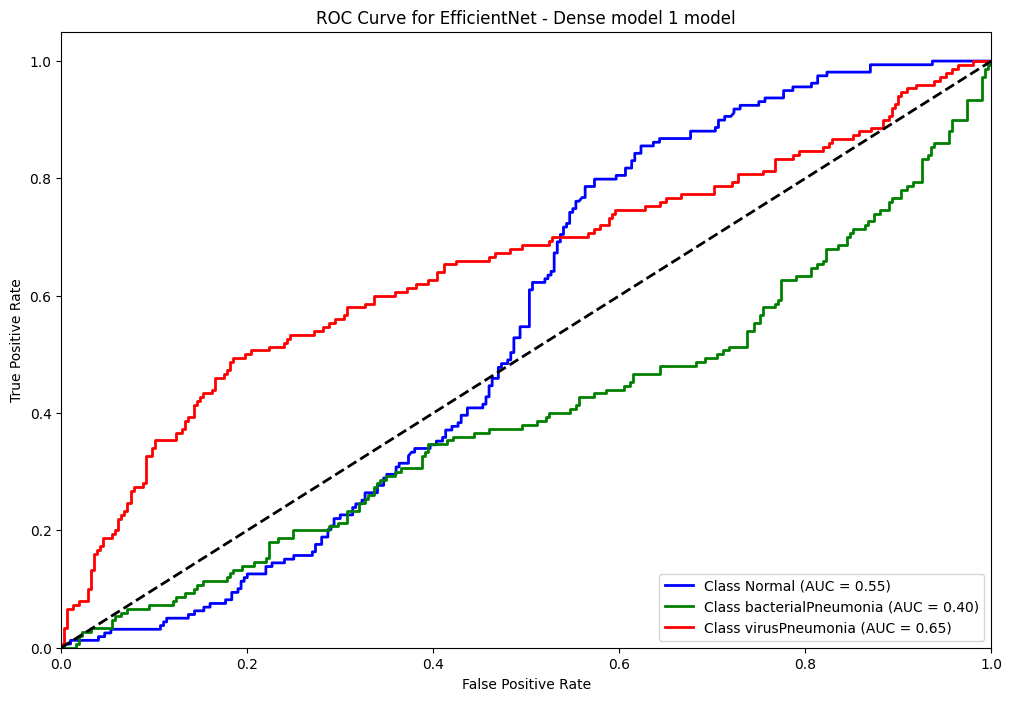 ROC Curve for EfficientNet - Dense model 1 model
True Positive Rate
1.0
0.8
0.6
0.4
0.2
0.0
Class Normal (AUC = 0.55)
Class bacterialPneumonia (AUC = 0.40)
Class virusPneumonia (AUC = 0.65)
0.0 0.2 0.4 0.6 0.8 1.0
False Positive Rate